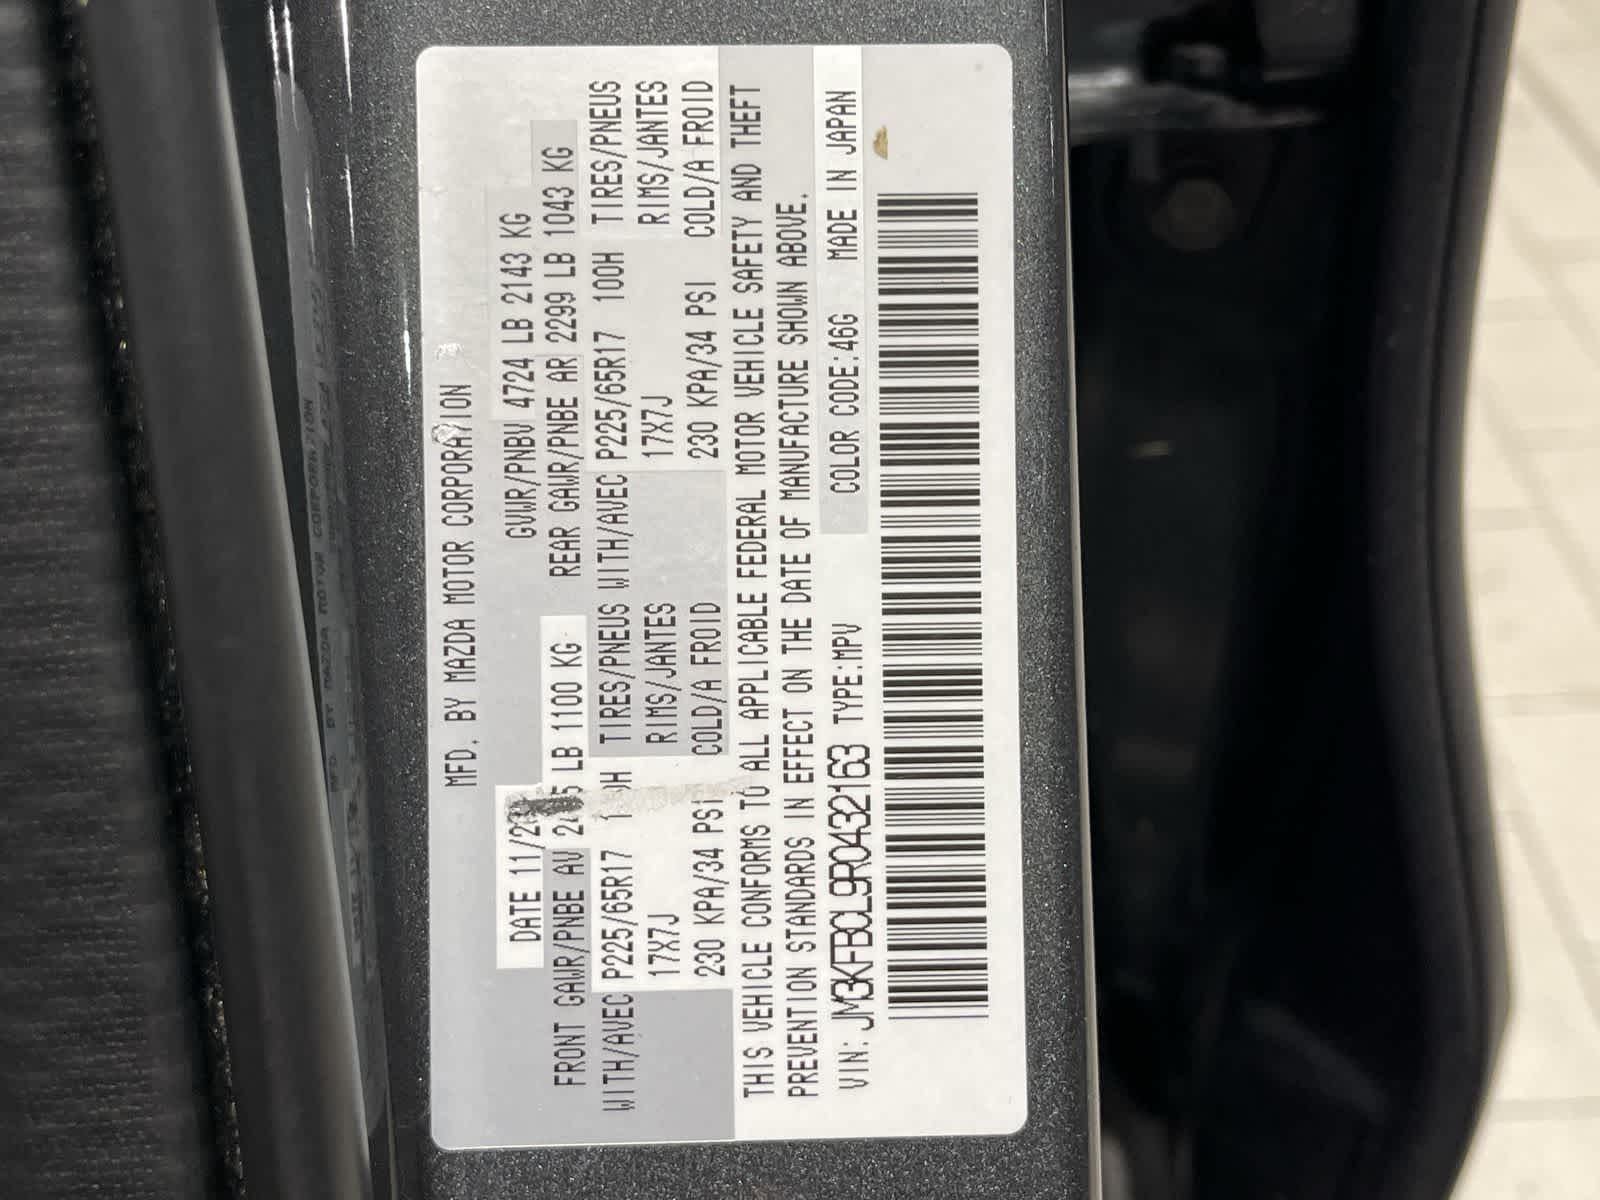 MFD. BY MAZDA MOTOR CORPORATION
DATE 11/2 GVWR/PNBV 4724 LB 2143 KG
FRONT GAWR/PNBE AV LB 1100 KG REAR GAWR/PNBE AR 2299 LB 1043 KG
WITH/AVEC P225/65R17 TIRES/PNEUS WITH/AVEC P225/65R17 100H TIRES/PNEUS
17X7J RIMS/JANTES 17X7J RIMS/JANTES
230 KPA/34 PSI COLD/A FROID 230 KPA/34 PSI COLD/A FROID
THIS VEHICLE CONFORMS TO ALL APPLICABLE FEDERAL MOTOR VEHICLE SAFETY AND THEFT
PREVENTION STANDARDS IN EFFECT ON THE DATE OF MANUFACTURE SHOWN ABOVE.
VIN: JM3KFBCL9R0432163 TYPE:MPV COLOR CODE:46G MADE IN JAPAN